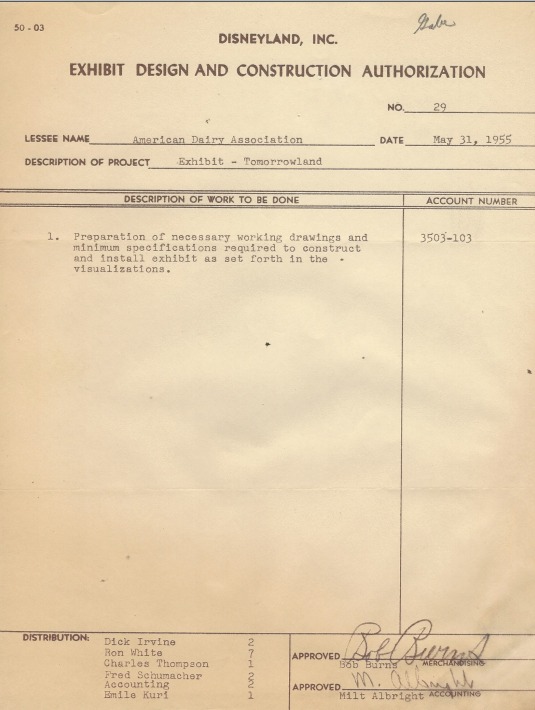 50-03
Gabe
DISNEYLAND, INC.
EXHIBIT DESIGN AND CONSTRUCTION AUTHORIZATION
NO. 29
LESSEE NAME American Dairy Association DATE May 31, 1955
DESCRIPTION OF PROJECT Exhibit - Tomorrowland
DESCRIPTION OF WORK TO BE DONE ACCOUNT NUMBER
1. Preparation of necessary working drawings and 3503-103
minimum specifications required to construct
and install exhibit as set forth in the
visualizations.
DISTRIBUTION:
Dick Irvine 2
Ron White 7
Charles Thompson 1
Fred Schumacher 2
Accounting 2
Emile Kuri 1
APPROVED Bob Burns
Bob Burns MERCHANDISING
APPROVED M. Albright
Milt Albright ACCOUNTING